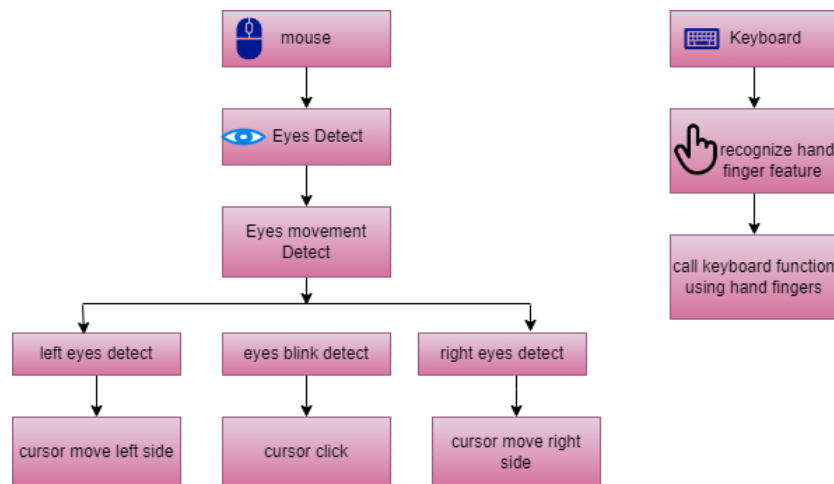 mouse
Eyes Detect
Eyes movement
Detect
left eyes detect
eyes blink detect
right eyes detect
cursor move left side
cursor click
cursor move right
side
Keyboard
recognize hand
finger feature
call keyboard function
using hand fingers